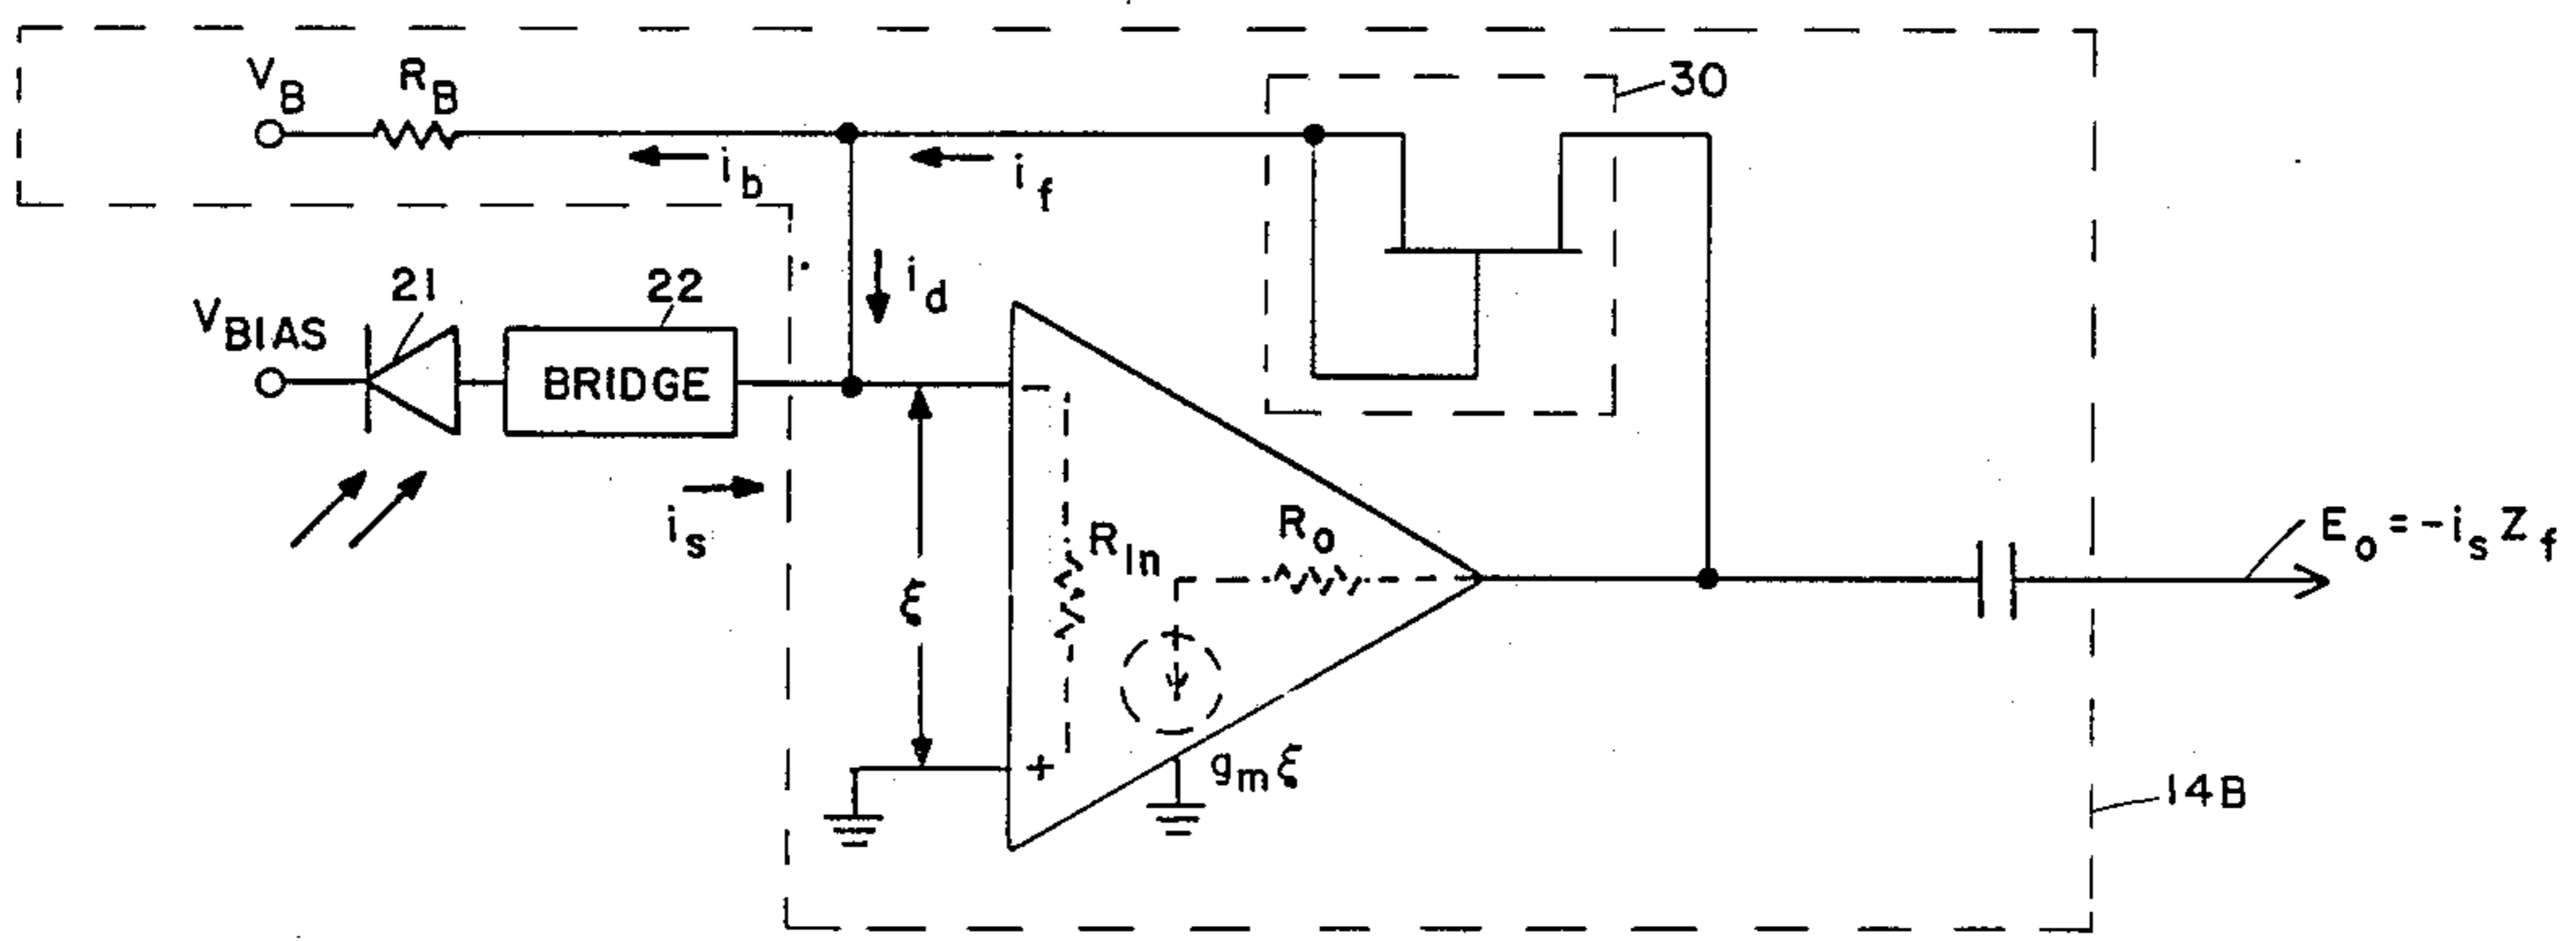 V_B
R_B
30
i_b
i_f
21
22
V_BIAS
i_d
BRIDGE
−
i_s
ξ
R_In
R_o
E_o = -i_s Z_f
+
g_m ξ
14B